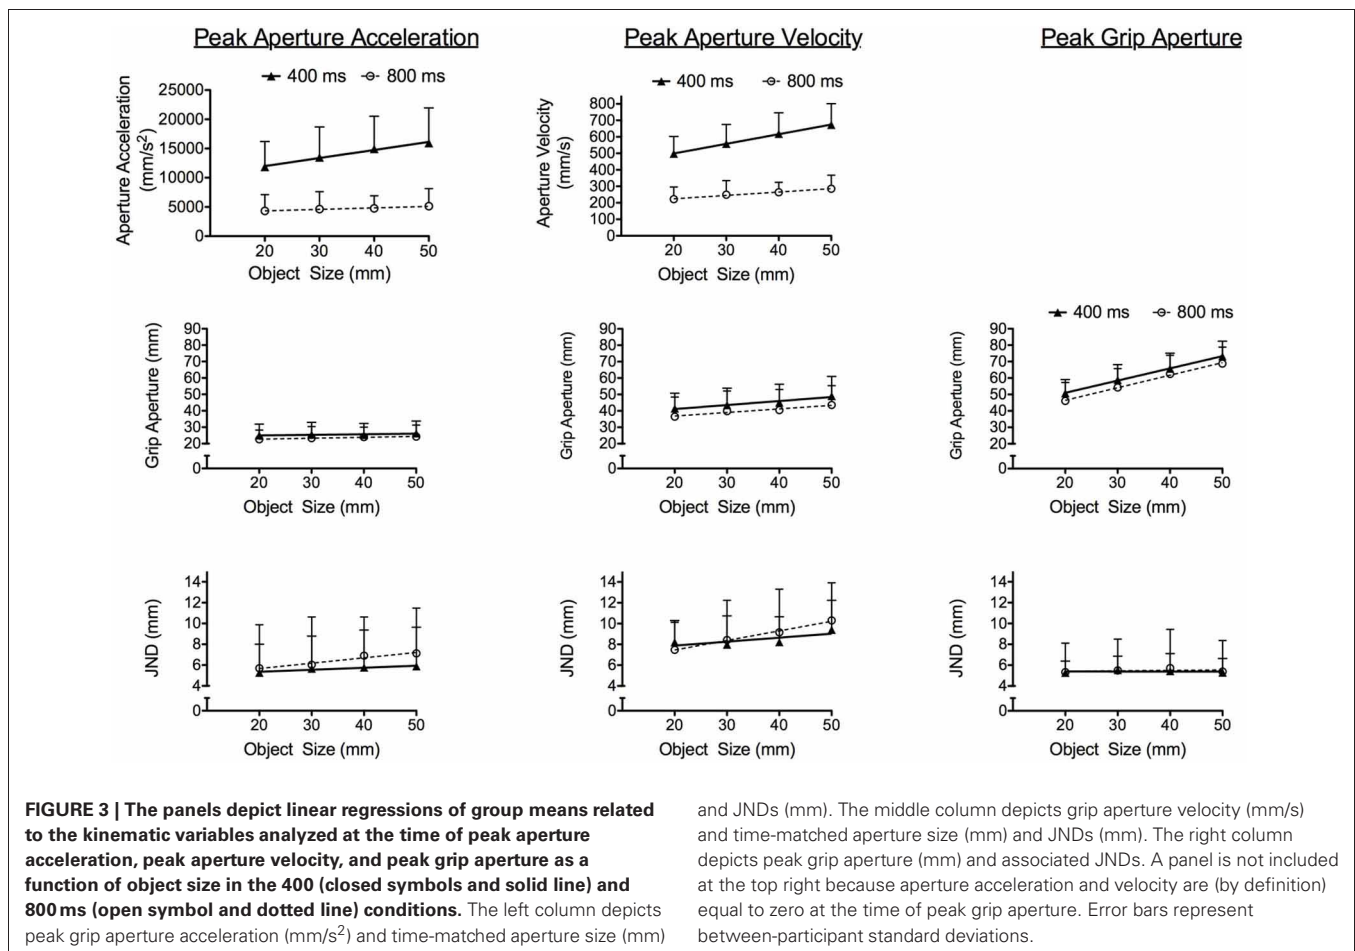 Peak Aperture Acceleration
Peak Aperture Velocity
Peak Grip Aperture
400 ms 800 ms
25000
20000
15000
10000
5000
0
Aperture Acceleration
(mm/s²)
20 30 40 50
Object Size (mm)
400 ms 800 ms
800
700
600
500
400
300
200
100
0
Aperture Velocity
(mm/s)
20 30 40 50
Object Size (mm)
90
80
70
60
50
40
30
20
0
Grip Aperture (mm)
20 30 40 50
Object Size (mm)
90
80
70
60
50
40
30
20
0
Grip Aperture (mm)
20 30 40 50
Object Size (mm)
400 ms 800 ms
90
80
70
60
50
40
30
20
0
Grip Aperture (mm)
20 30 40 50
Object Size (mm)
14
12
10
8
6
4
0
JND (mm)
20 30 40 50
Object Size (mm)
14
12
10
8
6
4
0
JND (mm)
20 30 40 50
Object Size (mm)
14
12
10
8
6
4
0
JND (mm)
20 30 40 50
Object Size (mm)
FIGURE 3 | The panels depict linear regressions of group means related
to the kinematic variables analyzed at the time of peak aperture
acceleration, peak aperture velocity, and peak grip aperture as a
function of object size in the 400 (closed symbols and solid line) and
800 ms (open symbol and dotted line) conditions. The left column depicts
peak grip aperture acceleration (mm/s²) and time-matched aperture size (mm)
and JNDs (mm). The middle column depicts grip aperture velocity (mm/s)
and time-matched aperture size (mm) and JNDs (mm). The right column
depicts peak grip aperture (mm) and associated JNDs. A panel is not included
at the top right because aperture acceleration and velocity are (by definition)
equal to zero at the time of peak grip aperture. Error bars represent
between-participant standard deviations.